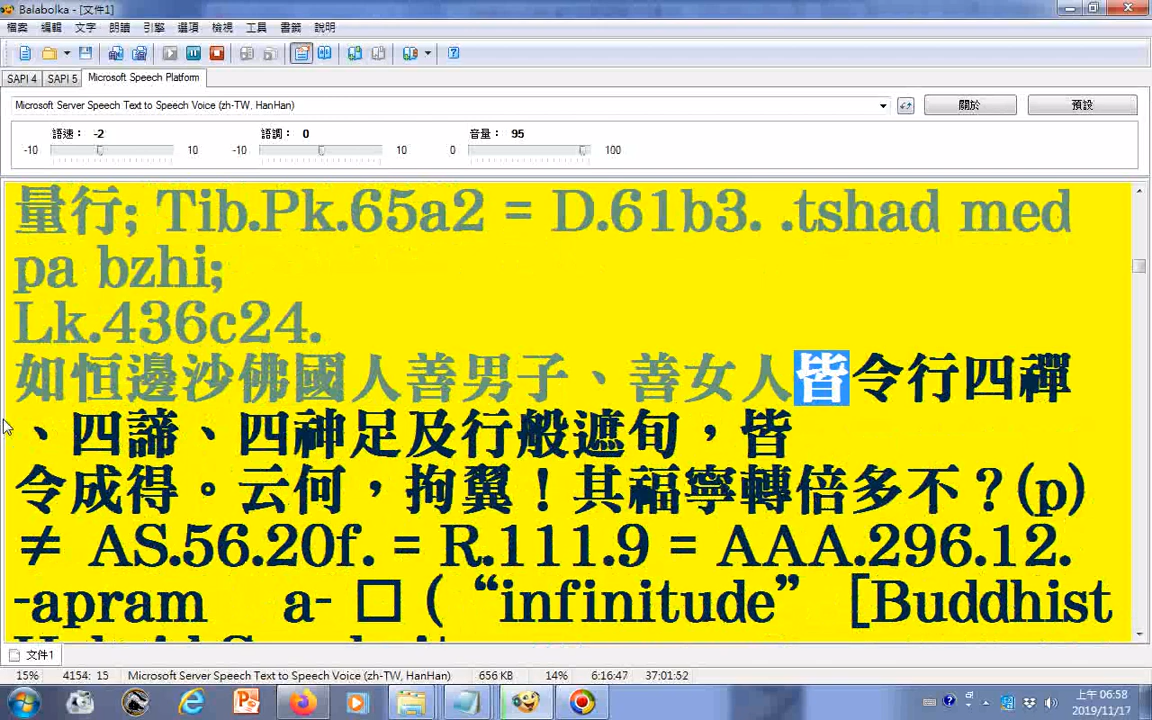 Balabolka - [文件1]
檔案 編輯 文字 朗讀 引擎 選項 檢視 工具 書籤 說明
SAPI 4 SAPI 5 Microsoft Speech Platform
Microsoft Server Speech Text to Speech Voice (zh-TW, HanHan) 關於 預設
語速： -2 語調： 0 音量： 95
-10 10 -10 10 0 100
量行; Tib.Pk.65a2 = D.61b3. .tshad med
pa bzhi;
Lk.436c24.
如恒邊沙佛國人善男子、善女人皆令行四禪
、四諦、四神足及行般遮旬，皆
令成得。云何，拘翼！其福寧轉倍多不？(p)
≠ AS.56.20f. = R.111.9 = AAA.296.12.
-apram a- □ (“infinitude” [Buddhist
文件1
15% 4154: 15 Microsoft Server Speech Text to Speech Voice (zh-TW, HanHan) 656 KB 14% 6:16:47 37:01:52
上午 06:58
2019/11/17